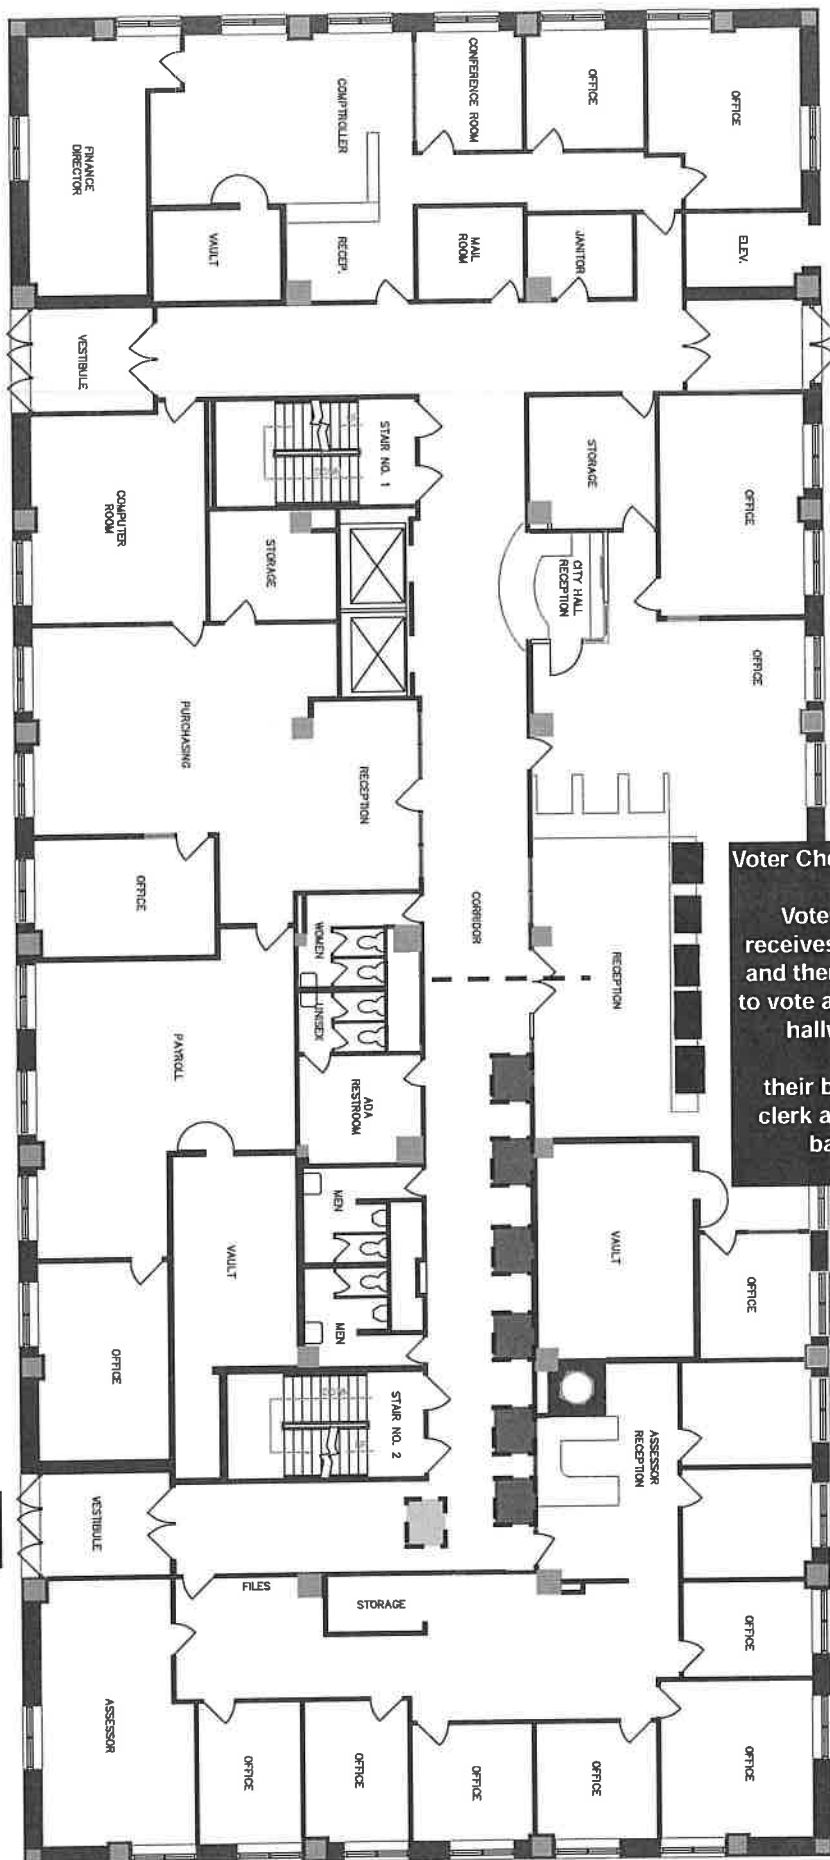 CONFERENCE ROOM
OFFICE
OFFICE
COMPTROLLER
FINANCE
DIRECTOR
VAULT
RECEP.
MAIL
ROOM
JANITOR
ELEV.
VESTIBULE
STAIR NO. 1
STORAGE
OFFICE
COMPUTER
ROOM
STORAGE
CITY HALL
RECEPTION
OFFICE
PURCHASING
RECEPTION
OFFICE
WOMEN
CORRIDOR
RECEPTION
Voter Che
Vote
receives
and then
to vote a
hallw
their b
clerk a
ba
UNISEX
PAYROLL
ADA
RESTROOM
MEN
VAULT
VAULT
OFFICE
MEN
OFFICE
STAIR NO. 2
ASSESSOR
RECEPTION
VESTIBULE
FILES
STORAGE
OFFICE
ASSESSOR
OFFICE
OFFICE
OFFICE
OFFICE
OFFICE